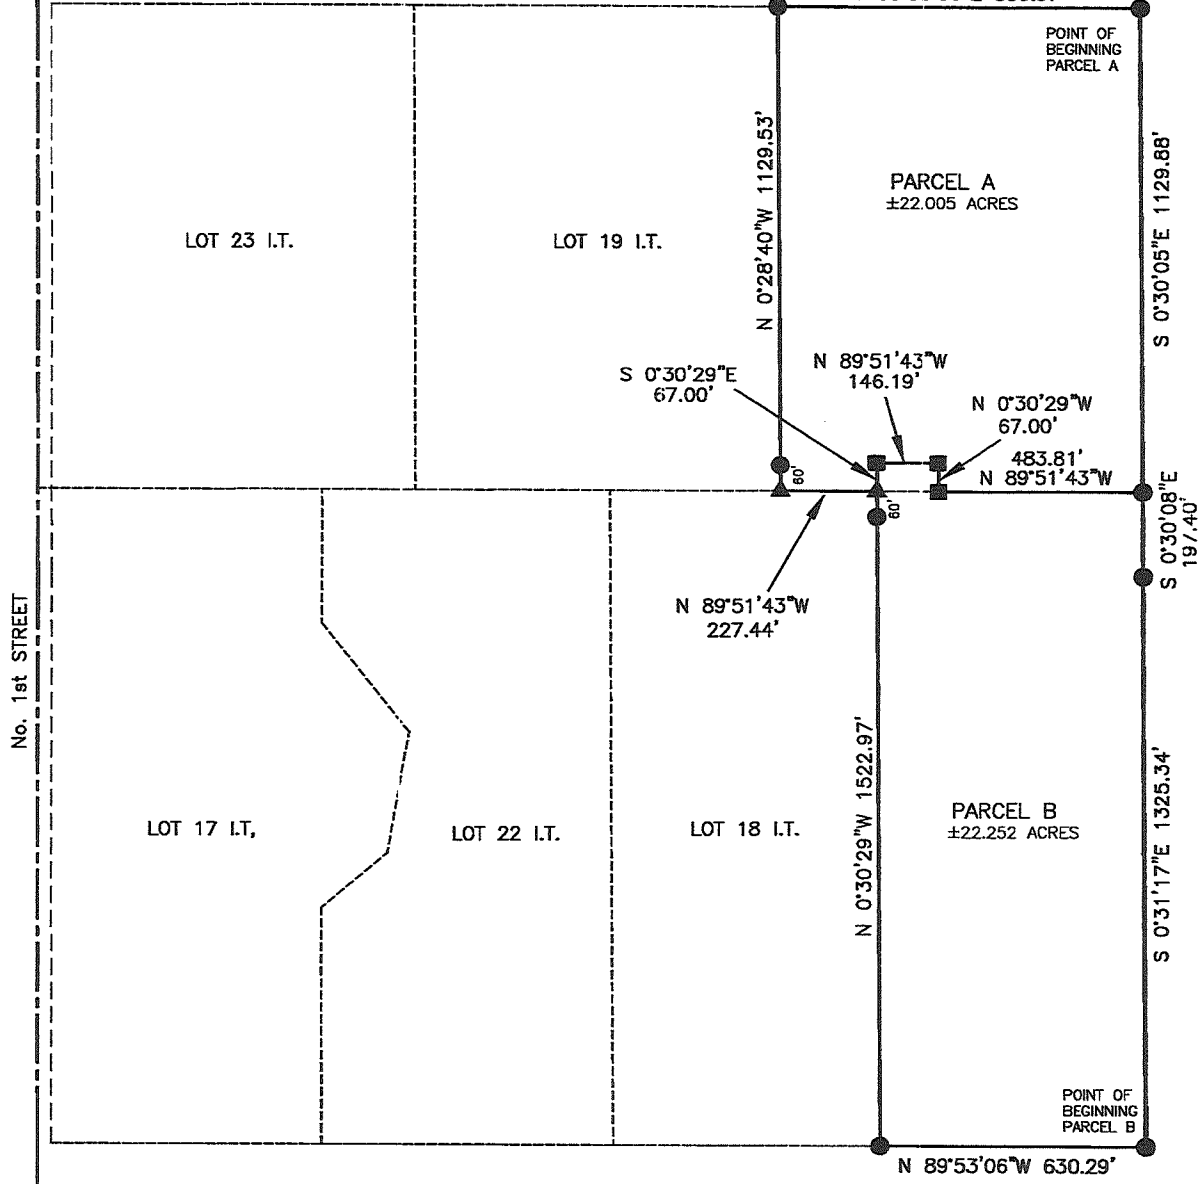 POINT OF
BEGINNING
PARCEL A
N 0°28'40"W 1129.53'
PARCEL A
±22.005 ACRES
S 0°30'05"E 1129.88'
LOT 23 I.T.
LOT 19 I.T.
S 0°30'29"E
67.00'
N 89°51'43"W
146.19'
N 0°30'29"W
67.00'
483.81'
N 89°51'43"W
60'
60'
S 0°30'08"E
197.40'
N 89°51'43"W
227.44'
No. 1st STREET
N 0°30'29"W 1522.97'
S 0°31'17"E 1325.34'
LOT 17 I.T,
LOT 22 I.T.
LOT 18 I.T.
PARCEL B
±22.252 ACRES
POINT OF
BEGINNING
PARCEL B
N 89°53'06"W 630.29'